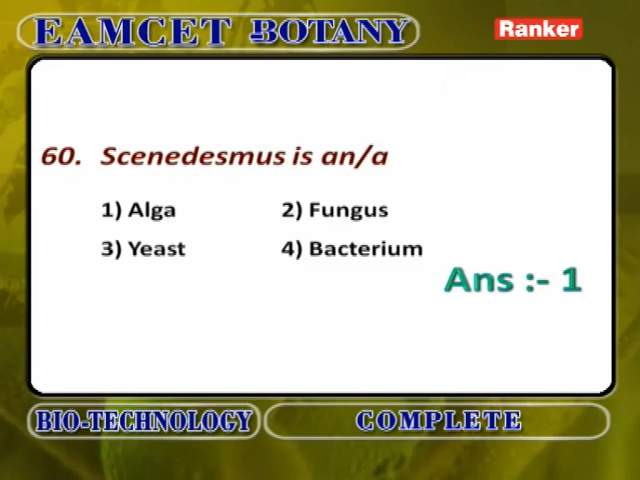 EAMCET BOTANY
Ranker
60. Scenedesmus is an/a
1) Alga 2) Fungus
3) Yeast 4) Bacterium
Ans :- 1
BIO-TECHNOLOGY COMPLETE